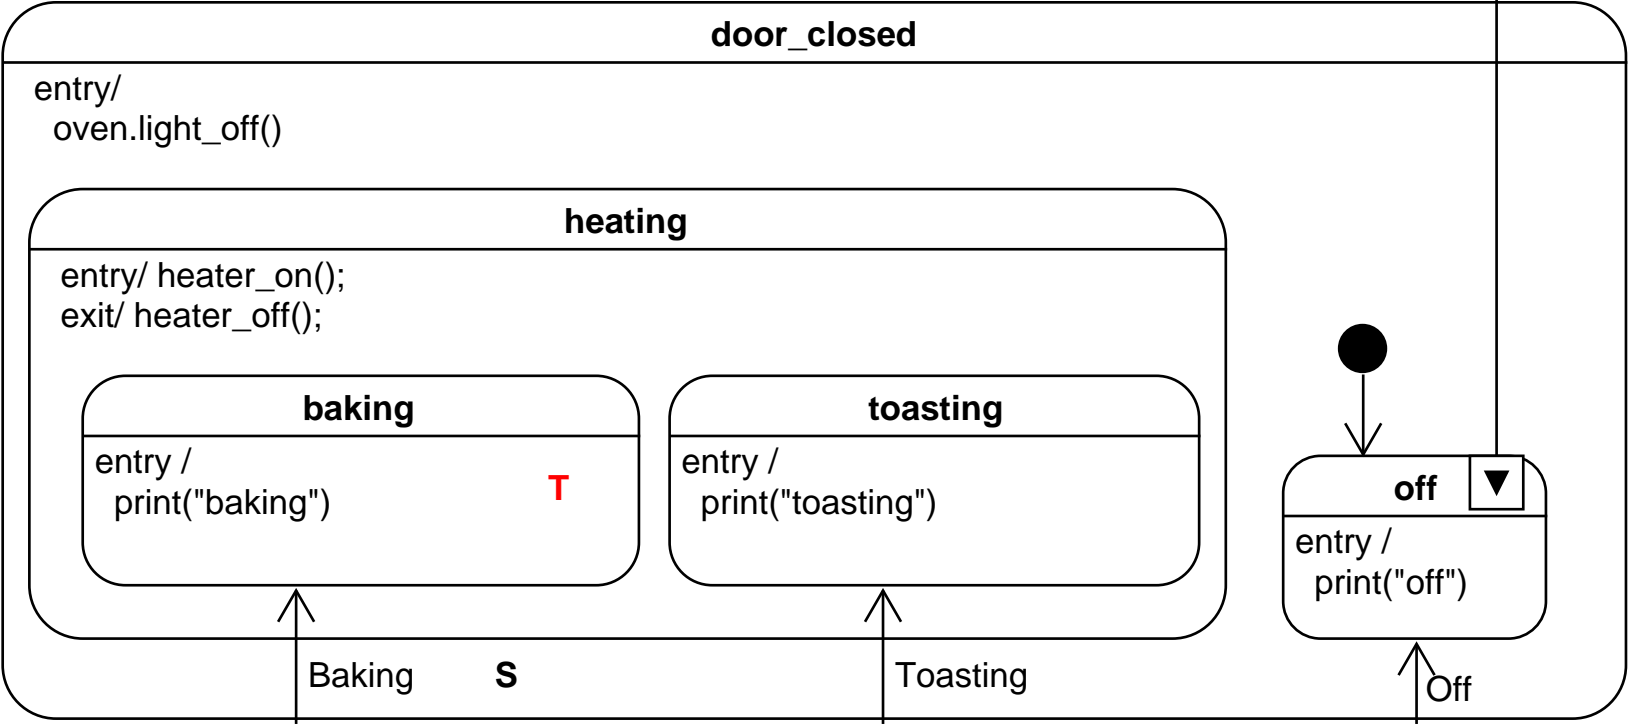 door_closed
entry/
oven.light_off()
heating
entry/ heater_on();
exit/ heater_off();
baking
entry /
print("baking")
T
toasting
entry /
print("toasting")
off
entry /
print("off")
Baking
S
Toasting
Off